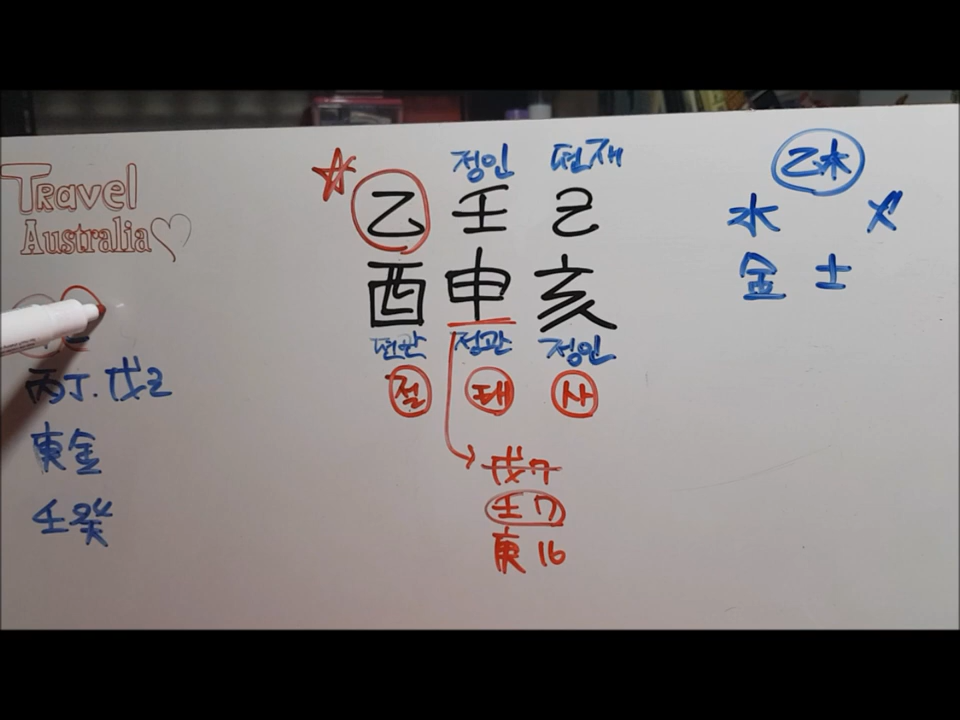 Travel
Australia
정인 편재
乙 壬 己
酉 申 亥
편관 정관 정인
절 태 사
戊 7
壬 7
庚 16
乙木
水 火
金 土
丙丁.戊己
庚金
壬癸